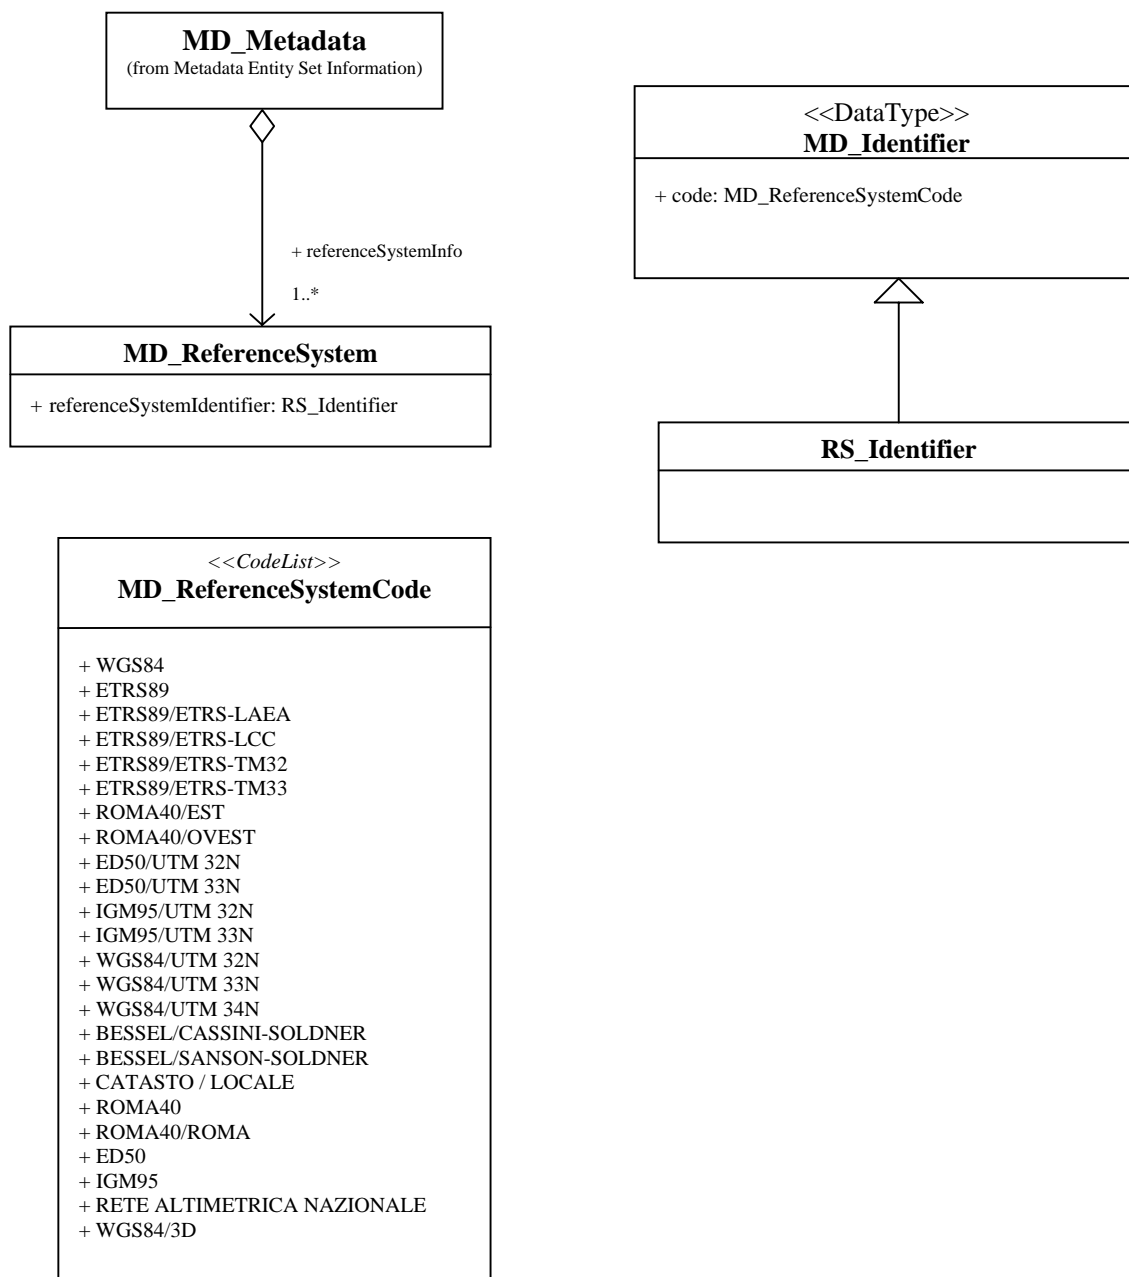 MD_Metadata
(from Metadata Entity Set Information)
+ referenceSystemInfo
1..*
MD_ReferenceSystem
+ referenceSystemIdentifier: RS_Identifier
<<DataType>>
MD_Identifier
+ code: MD_ReferenceSystemCode
RS_Identifier
<<CodeList>>
MD_ReferenceSystemCode
+ WGS84
+ ETRS89
+ ETRS89/ETRS-LAEA
+ ETRS89/ETRS-LCC
+ ETRS89/ETRS-TM32
+ ETRS89/ETRS-TM33
+ ROMA40/EST
+ ROMA40/OVEST
+ ED50/UTM 32N
+ ED50/UTM 33N
+ IGM95/UTM 32N
+ IGM95/UTM 33N
+ WGS84/UTM 32N
+ WGS84/UTM 33N
+ WGS84/UTM 34N
+ BESSEL/CASSINI-SOLDNER
+ BESSEL/SANSON-SOLDNER
+ CATASTO / LOCALE
+ ROMA40
+ ROMA40/ROMA
+ ED50
+ IGM95
+ RETE ALTIMETRICA NAZIONALE
+ WGS84/3D